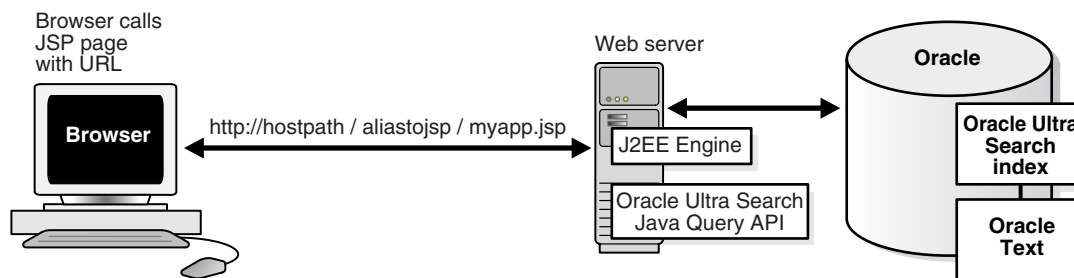 Browser calls
JSP page
with URL
Browser
http://hostpath / aliastojsp / myapp.jsp
Web server
J2EE Engine
Oracle Ultra Search
Java Query API
Oracle
Oracle Ultra
Search
index
Oracle
Text